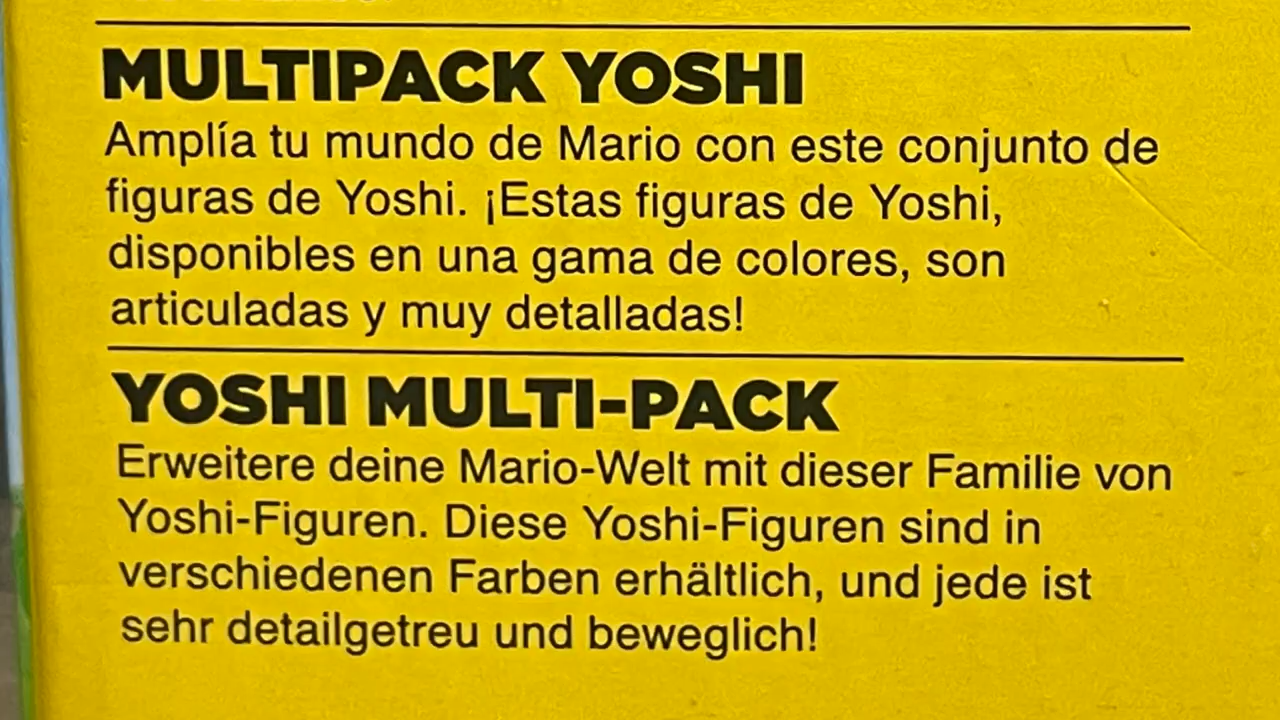 MULTIPACK YOSHI
Amplía tu mundo de Mario con este conjunto de
figuras de Yoshi. ¡Estas figuras de Yoshi,
disponibles en una gama de colores, son
articuladas y muy detalladas!
YOSHI MULTI-PACK
Erweitere deine Mario-Welt mit dieser Familie von
Yoshi-Figuren. Diese Yoshi-Figuren sind in
verschiedenen Farben erhältlich, und jede ist
sehr detailgetreu und beweglich!